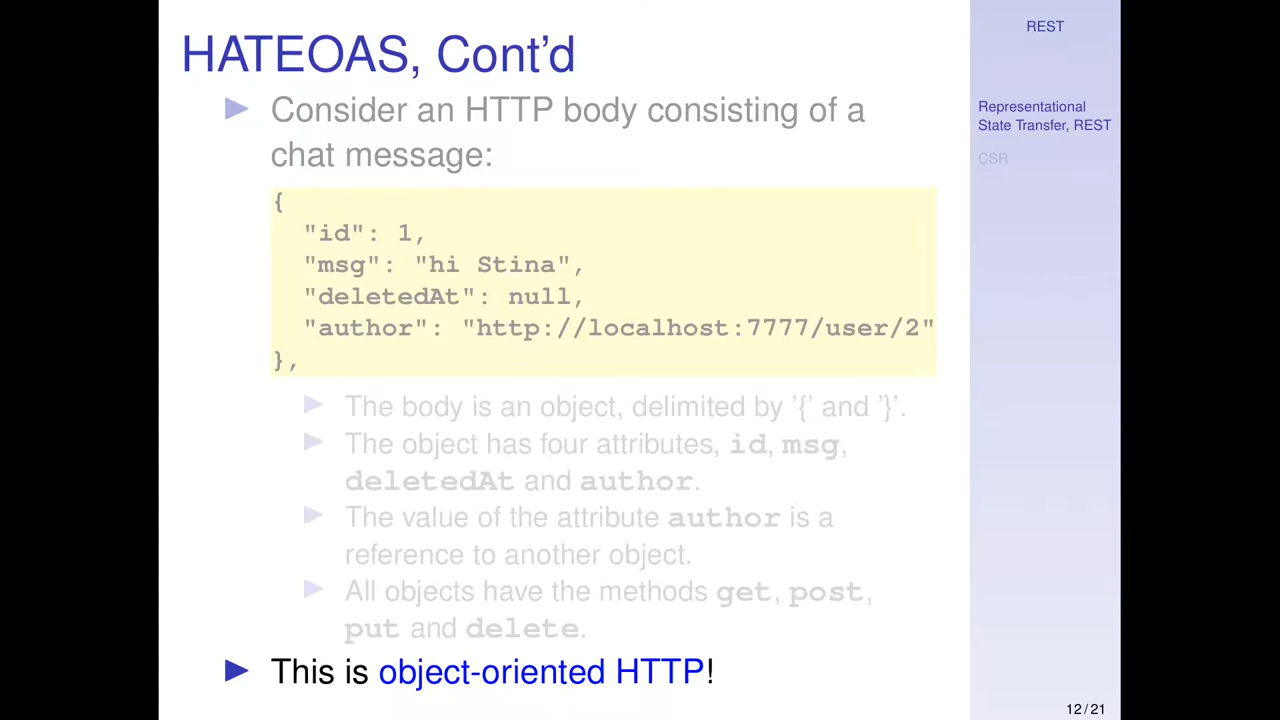 HATEOAS, Cont'd
Consider an HTTP body consisting of a
chat message:
{
"id": 1,
"msg": "hi Stina",
"deletedAt": null,
"author": "http://localhost:7777/user/2"
},
The body is an object, delimited by ’{’ and ’}’.
The object has four attributes, id, msg,
deletedAt and author.
The value of the attribute author is a
reference to another object.
All objects have the methods get, post,
put and delete.
This is object-oriented HTTP!
REST
Representational
State Transfer, REST
CSR
12 / 21